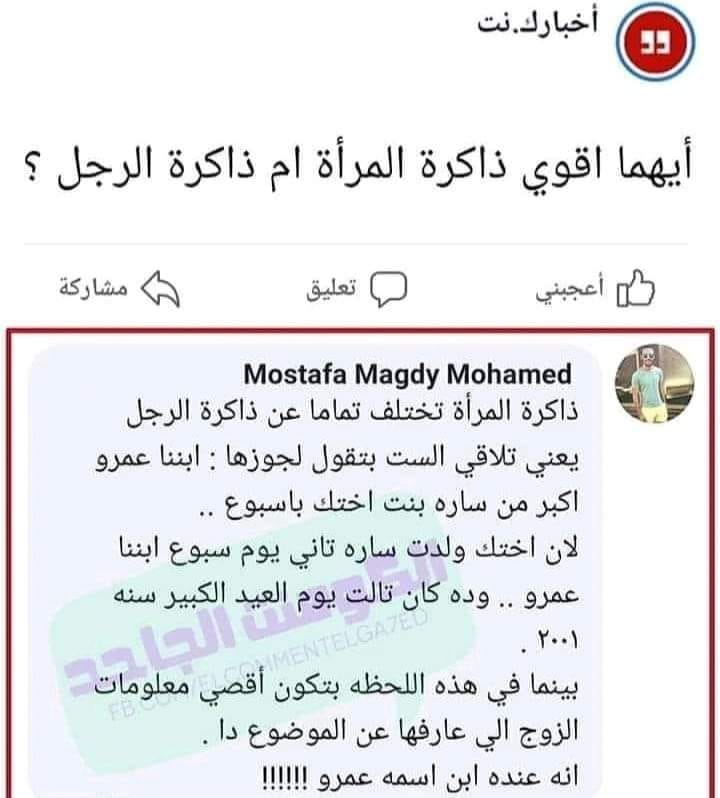 أخبارك.نت
أيهما اقوي ذاكرة المرأة ام ذاكرة الرجل ؟
أعجبني تعليق مشاركة
Mostafa Magdy Mohamed
ذاكرة المرأة تختلف تماما عن ذاكرة الرجل
يعني تلاقي الست بتقول لجوزها : ابننا عمرو
اكبر من ساره بنت اختك باسبوع ..
لان اختك ولدت ساره تاني يوم سبوع ابننا
عمرو .. وده كان تالت يوم العيد الكبير سنه
٢٠٠١ .
بينما في هذه اللحظه بتكون أقصي معلومات
الزوج الي عارفها عن الموضوع دا .
انه عنده ابن اسمه عمرو !!!!!!
الكومنت الجاحد
FB.COM/ELCOMMENTELGA7ED